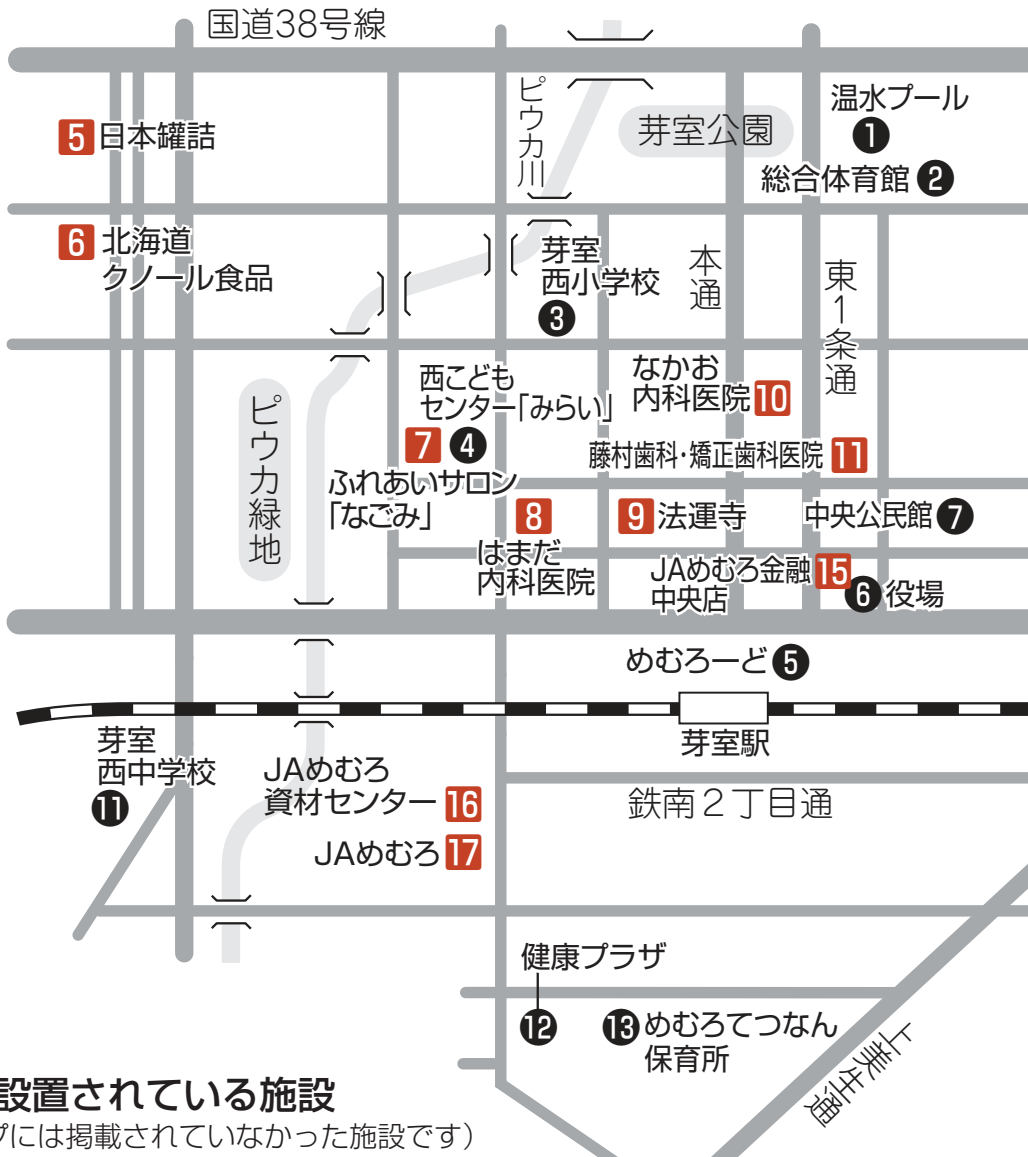 国道38号線
温水プール
1
ピウカ川
芽室公園
5 日本罐詰
総合体育館 2
6 北海道
クノール食品
芽室
西小学校
3
本通
東1条通
西こども
センター「みらい」
7 4
ふれあいサロン
「なごみ」
なかお
内科医院 10
ピウカ緑地
藤村歯科・矯正歯科医院 11
8
はまだ
内科医院
9 法運寺
中央公民館 7
JAめむろ金融 15
中央店
6 役場
めむろーど 5
芽室駅
芽室
西中学校
11
JAめむろ
資材センター 16
JAめむろ 17
鉄南2丁目通
健康プラザ
12
13 めむろてつなん
保育所
上美生通
設置されている施設
プには掲載されていなかった施設です）